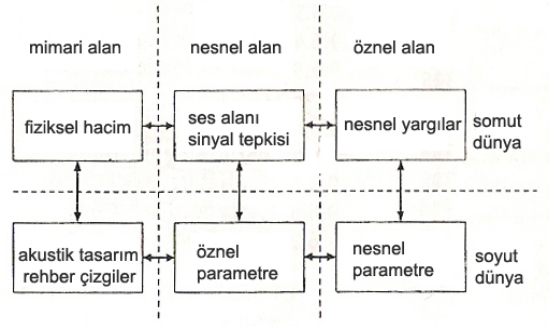 mimari alan
nesnel alan
öznel alan
fiziksel hacim
ses alanı
sinyal tepkisi
nesnel yargılar
somut
dünya
akustik tasarım
rehber çizgiler
öznel
parametre
nesnel
parametre
soyut
dünya